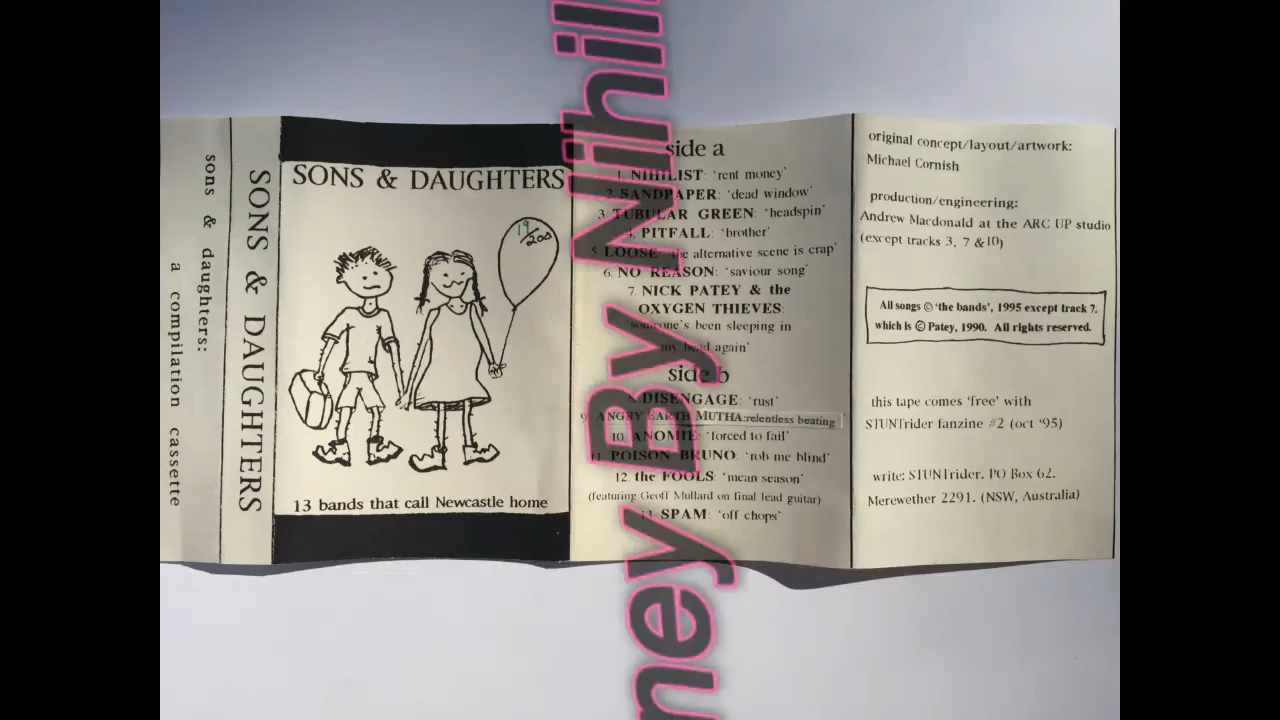 sons & daughters:
a compilation cassette
SONS & DAUGHTERS
SONS & DAUGHTERS
19/200
13 bands that call Newcastle home
side a
1. NIHILIST: 'rent money'
2. SANDPAPER: 'dead window'
3. TUBULAR GREEN: 'headspin'
4. PITFALL: 'brother'
5. LOOSE: 'the alternative scene is crap'
6. NO REASON: 'saviour song'
7. NICK PATEY & the
OXYGEN THIEVES:
'someone's been sleeping in
my head again'
side b
8. DISENGAGE: 'rust'
9. ANGRY EARTH MUTHA:relentless beating
10. ANOMIE: 'forced to fail'
11. POISON BRUNO: 'rob me blind'
12. the FOOLS: 'mean season'
(featuring Geoff Mullard on final lead guitar)
13. SPAM: 'off chops'
original concept/layout/artwork:
Michael Cornish
production/engineering:
Andrew Macdonald at the ARC UP studio
(except tracks 3, 7 & 10)
All songs © 'the bands', 1995 except track 7.
which is © Patey, 1990. All rights reserved.
this tape comes 'free' with
STUNTrider fanzine #2 (oct '95)
write: STUNTrider. PO Box 62.
Merewether 2291. (NSW, Australia)
ney By Nihil